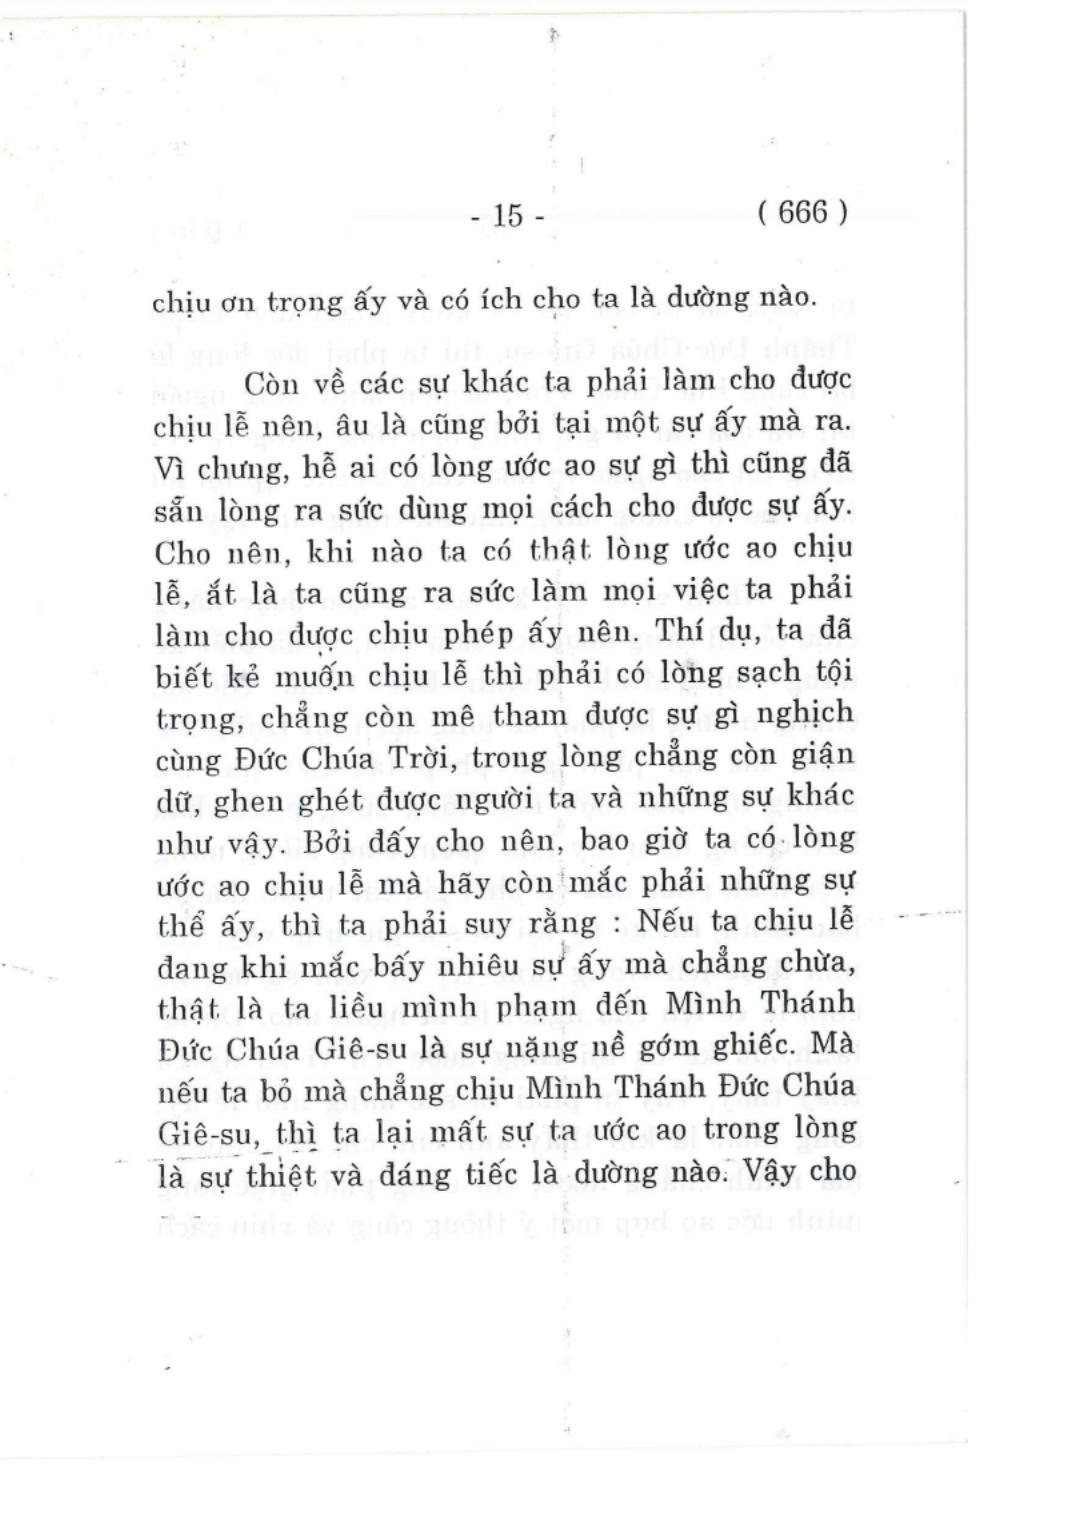 - 15 -
( 666 )
chịu ơn trọng ấy và có ích cho ta là dường nào.
Còn về các sự khác ta phải làm cho được
chịu lễ nên, âu là cũng bởi tại một sự ấy mà ra.
Vì chưng, hễ ai có lòng ước ao sự gì thì cũng đã
sẵn lòng ra sức dùng mọi cách cho được sự ấy.
Cho nên, khi nào ta có thật lòng ước ao chịu
lễ, ắt là ta cũng ra sức làm mọi việc ta phải
làm cho được chịu phép ấy nên. Thí dụ, ta đã
biết kẻ muốn chịu lễ thì phải có lòng sạch tội
trọng, chẳng còn mê tham được sự gì nghịch
cùng Đức Chúa Trời, trong lòng chẳng còn giận
dữ, ghen ghét được người ta và những sự khác
như vậy. Bởi đấy cho nên, bao giờ ta có lòng
ước ao chịu lễ mà hãy còn mắc phải những sự
thể ấy, thì ta phải suy rằng : Nếu ta chịu lễ
đang khi mắc bấy nhiêu sự ấy mà chẳng chừa,
thật là ta liều mình phạm đến Mình Thánh
Đức Chúa Giê-su là sự nặng nề gớm ghiếc. Mà
nếu ta bỏ mà chẳng chịu Mình Thánh Đức Chúa
Giê-su, thì ta lại mất sự ta ước ao trong lòng
là sự thiệt và đáng tiếc là dường nào. Vậy cho